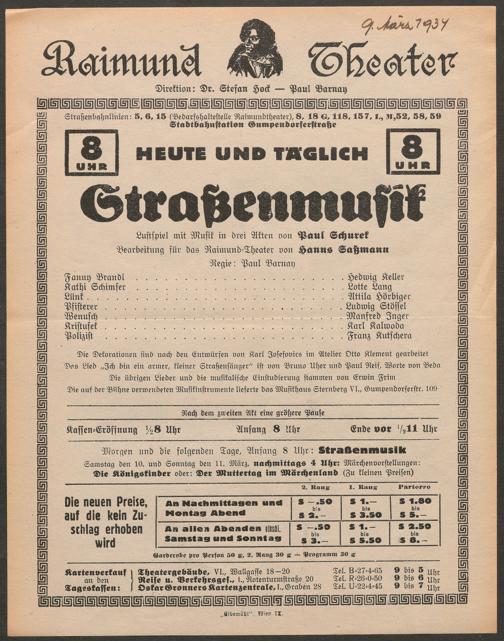 9. März 1934
Raimund Theater
Direktion: Dr. Stefan Hock — Paul Barnay
Straßenbahnlinien: 5, 6, 15 (Bedarfshaltestelle Raimundtheater), 8, 18 G, 118, 157, L, M, 52, 58, 59
Stadtbahnstation Gumpendorferstraße
8 UHR HEUTE UND TÄGLICH 8 UHR
Straßenmusik
Lustspiel mit Musik in drei Akten von Paul Schurek
Bearbeitung für das Raimund-Theater von Hanns Saßmann
Regie: Paul Barnay
Fanny Brandl . . . Hedwig Keller
Kathi Schimser . . . Lotte Lang
Lünk . . . Attila Hörbiger
Pfisterer . . . Ludwig Stössel
Wenusch . . . Manfred Inger
Kristufek . . . Karl Kalwoda
Polizist . . . Franz Kutschera
Die Dekorationen sind nach den Entwürfen von Karl Josefovics im Atelier Otto Klement gearbeitet
Das Lied „Ich bin ein armer, kleiner Straßensänger“ ist von Bruno Uher und Paul Reif, Worte von Beda
Die übrigen Lieder und die musikalische Einstudierung stammen von Erwin Frim
Die auf der Bühne verwendeten Musikinstrumente lieferte das Musikhaus Sternberg VI., Gumpendorferstr. 109
Nach dem zweiten Akt eine größere Pause
Kassen-Eröffnung ½8 Uhr Anfang 8 Uhr Ende vor ½11 Uhr
Morgen und die folgenden Tage, Anfang 8 Uhr: Straßenmusik
Samstag den 10. und Sonntag den 11. März, nachmittags 4 Uhr: Märchenvorstellungen:
Die Königskinder oder: Der Muttertag im Märchenland (Zu kleinen Preisen)
Die neuen Preise, auf die kein Zuschlag erhoben wird
2. Rang 1. Rang Parterre
An Nachmittagen und Montag Abend S —.50 bis S 2.— S 1.— bis S 3.50 S 1.80 bis S 5.—
An allen Abenden einschl. Samstag und Sonntag S —.50 bis S 3.— S 1.— bis S 5.50 S 2.50 bis S 8.—
Garderobe pro Person 50 g, 2. Rang 30 g — Programm 30 g
Kartenverkauf an den Tageskassen:
Theatergebäude, VI., Wallgasse 18–20 Tel. B-27-4-65 9 bis 5 Uhr
Reise u. Verkehrsgel., I., Rotenturmstraße 20 Tel. R-26-0-50 9 bis 6 Uhr
Oskar Gronners Kartenzentrale, I., Graben 28 Tel. U-22-4-45 9 bis 7 Uhr
„Elbemühl“, Wien IX.